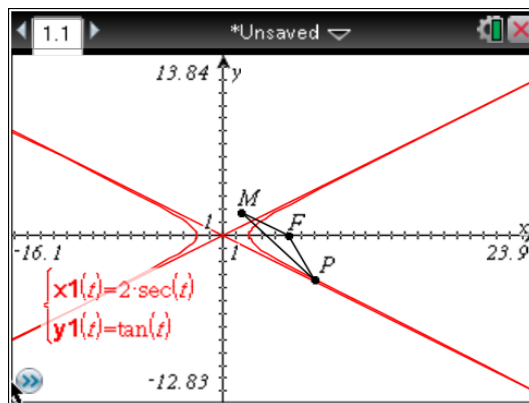 1.1 *Unsaved
13.84 y
M
1 F x
-16.1 1 23.9
P
x1(t)=2·sec(t)
y1(t)=tan(t)
-12.83